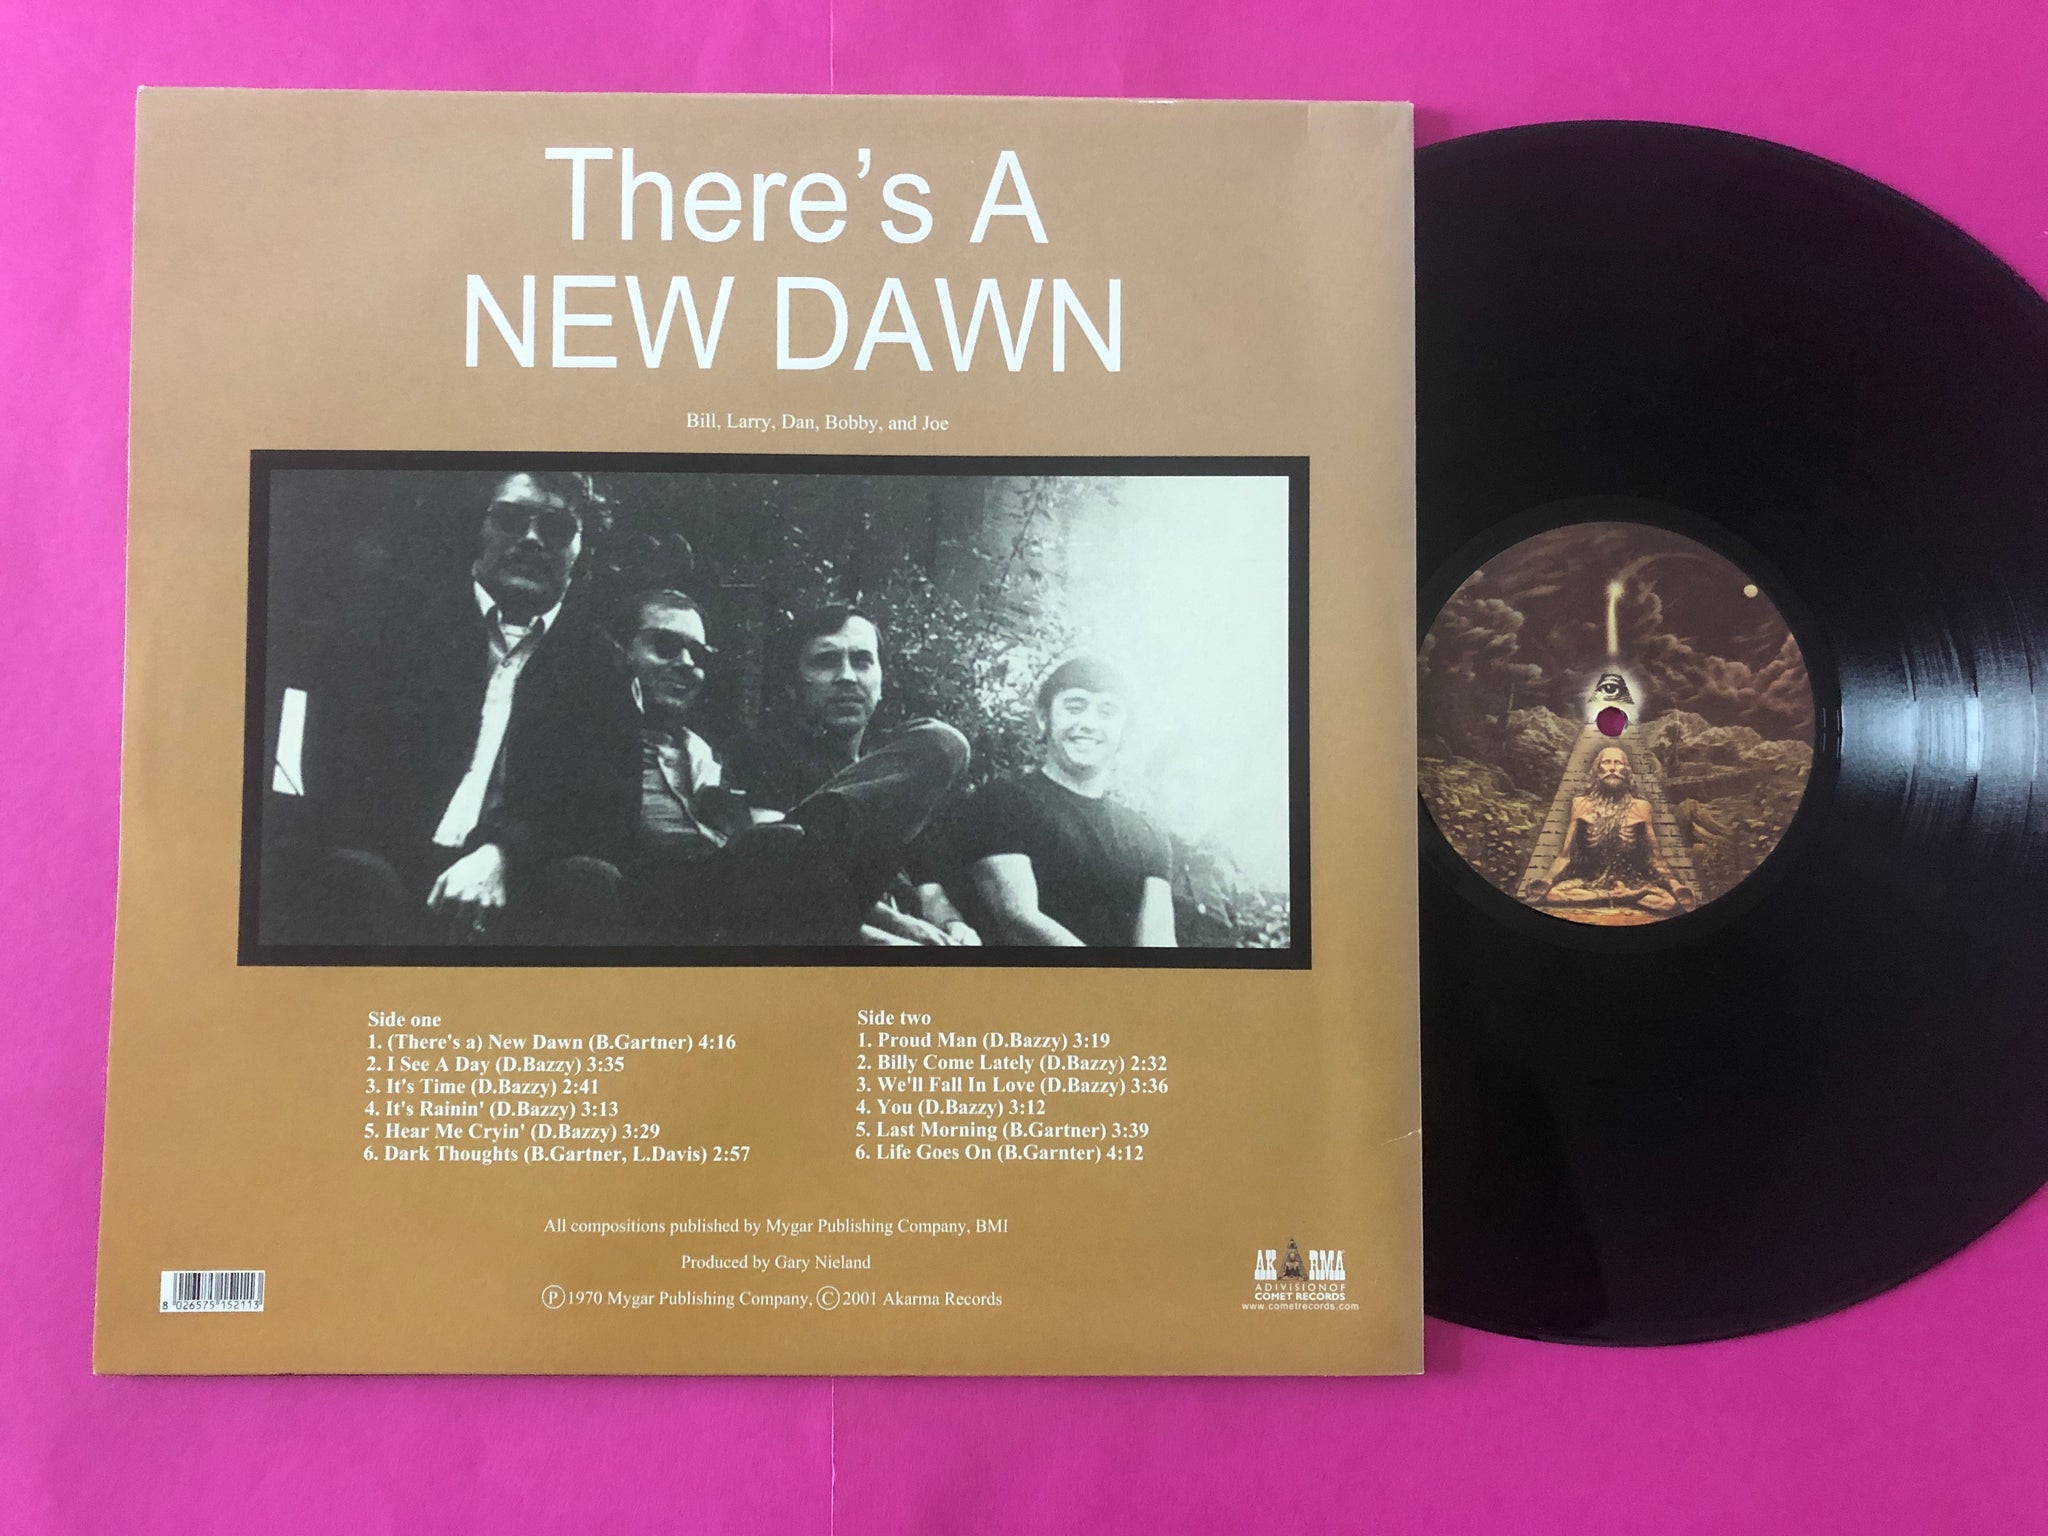 There's A
NEW DAWN
Bill, Larry, Dan, Bobby, and Joe
Side one
1. (There's a) New Dawn (B.Gartner) 4:16
2. I See A Day (D.Bazzy) 3:35
3. It's Time (D.Bazzy) 2:41
4. It's Rainin' (D.Bazzy) 3:13
5. Hear Me Cryin' (D.Bazzy) 3:29
6. Dark Thoughts (B.Gartner, L.Davis) 2:57
Side two
1. Proud Man (D.Bazzy) 3:19
2. Billy Come Lately (D.Bazzy) 2:32
3. We'll Fall In Love (D.Bazzy) 3:36
4. You (D.Bazzy) 3:12
5. Last Morning (B.Gartner) 3:39
6. Life Goes On (B.Garnter) 4:12
All compositions published by Mygar Publishing Company, BMI
Produced by Gary Nieland
Ⓟ 1970 Mygar Publishing Company, © 2001 Akarma Records
8 026575 152113
AKARMA
A DIVISION OF
COMET RECORDS
www.cometrecords.com